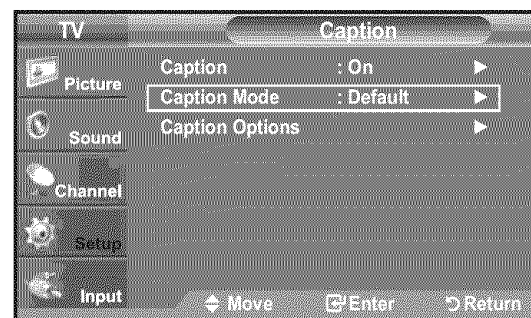 TV
Caption
Picture
Sound
Channel
Setup
Input
Caption : On ►
Caption Mode : Default ►
Caption Options ►
Move Enter Return